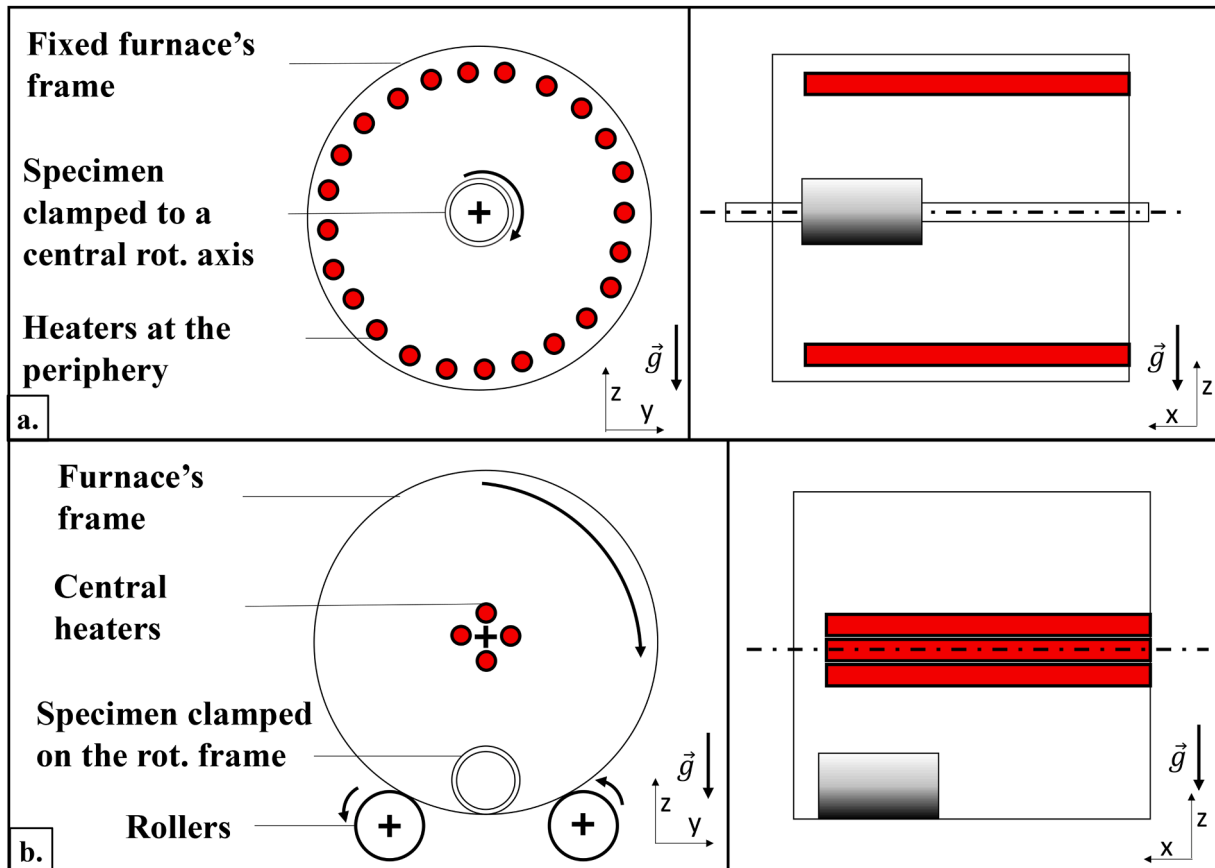 Fixed furnace's
frame
Specimen
clamped to a
central rot. axis
Heaters at the
periphery
+
g⃗
z
y
a.
g⃗
z
x
Furnace's
frame
Central
heaters
+
Specimen clamped
on the rot. frame
Rollers
+
+
g⃗
z
y
b.
g⃗
z
x